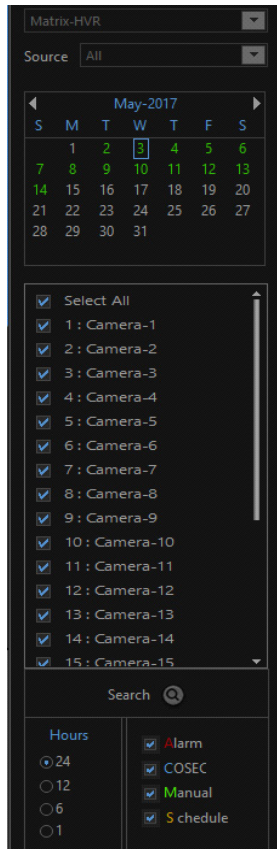 Matrix-HVR
Source All
May-2017
S M T W T F S
1 2 3 4 5 6
7 8 9 10 11 12 13
14 15 16 17 18 19 20
21 22 23 24 25 26 27
28 29 30 31
Select All
1 : Camera-1
2 : Camera-2
3 : Camera-3
4 : Camera-4
5 : Camera-5
6 : Camera-6
7 : Camera-7
8 : Camera-8
9 : Camera-9
10 : Camera-10
11 : Camera-11
12 : Camera-12
13 : Camera-13
14 : Camera-14
15 : Camera-15
Search
Hours
24
12
6
1
Alarm
COSEC
Manual
S chedule